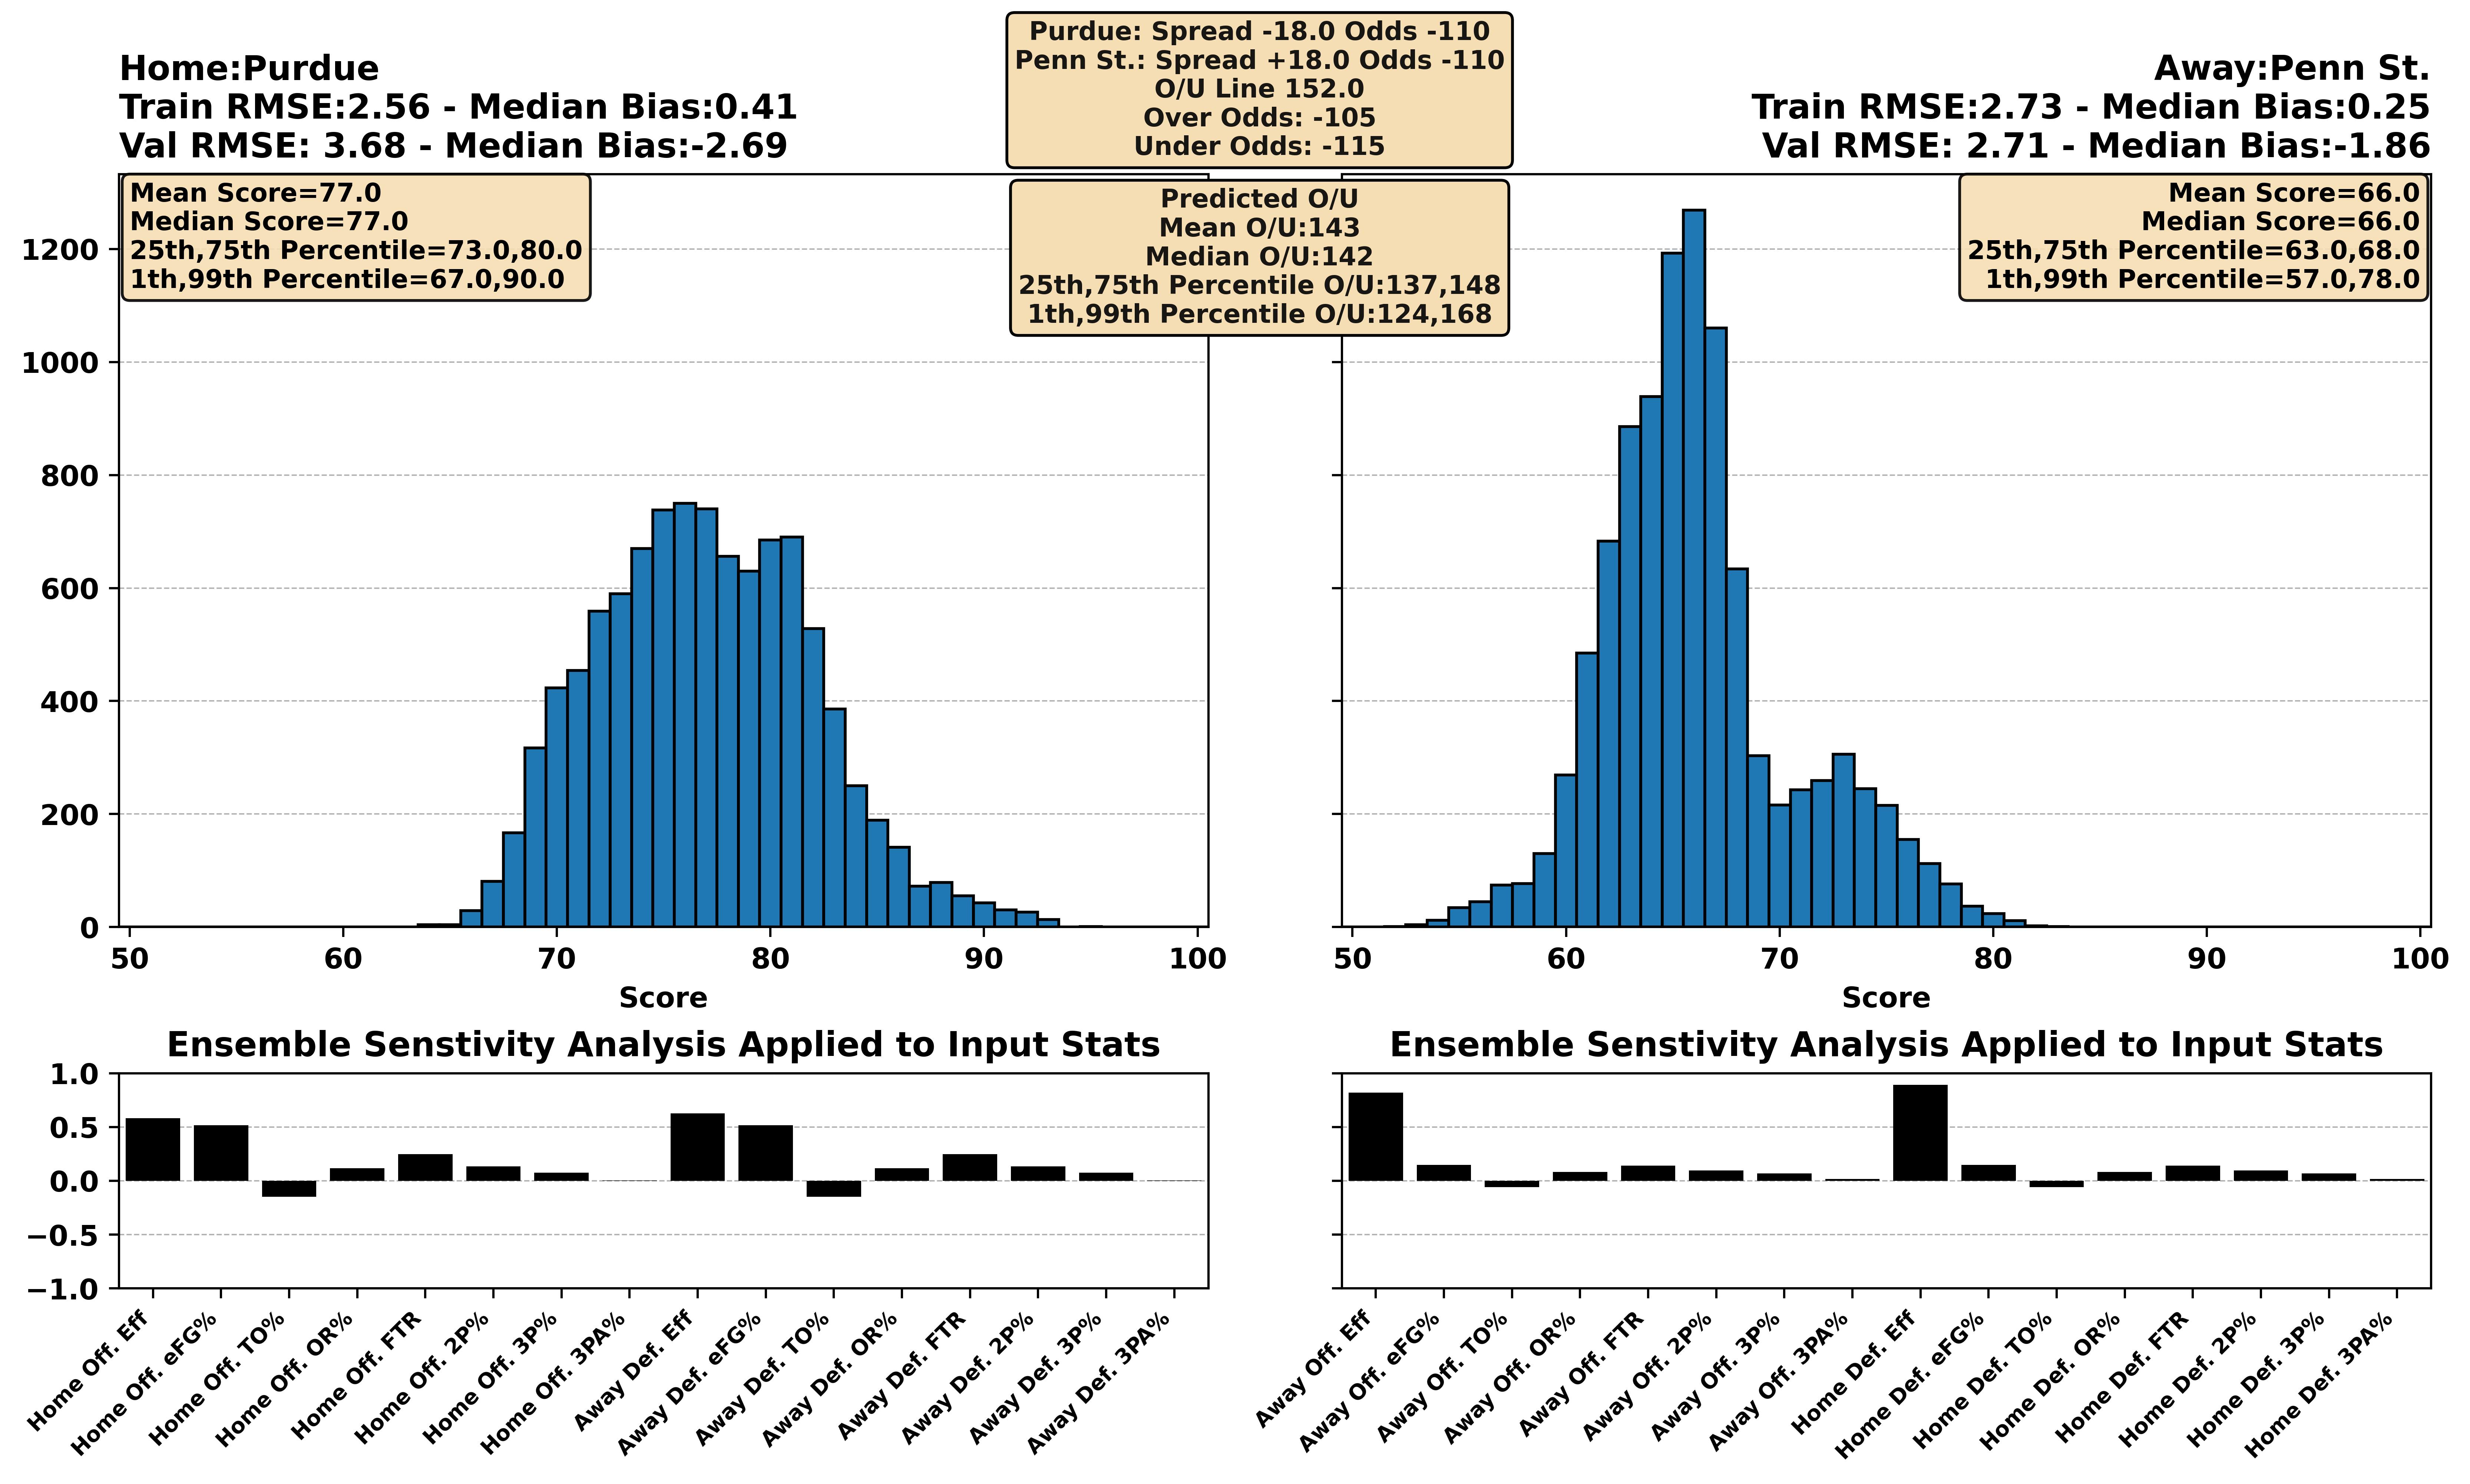 Purdue: Spread -18.0 Odds -110
Penn St.: Spread +18.0 Odds -110
O/U Line 152.0
Over Odds: -105
Under Odds: -115
Home:Purdue
Train RMSE:2.56 - Median Bias:0.41
Val RMSE: 3.68 - Median Bias:-2.69
Away:Penn St.
Train RMSE:2.73 - Median Bias:0.25
Val RMSE: 2.71 - Median Bias:-1.86
Mean Score=77.0
Median Score=77.0
25th,75th Percentile=73.0,80.0
1th,99th Percentile=67.0,90.0
Predicted O/U
Mean O/U:143
Median O/U:142
25th,75th Percentile O/U:137,148
1th,99th Percentile O/U:124,168
Mean Score=66.0
Median Score=66.0
25th,75th Percentile=63.0,68.0
1th,99th Percentile=57.0,78.0
1200
1000
800
600
400
200
0
50 60 70 80 90 100
Score
50 60 70 80 90 100
Score
Ensemble Senstivity Analysis Applied to Input Stats
1.0
0.5
0.0
−0.5
−1.0
Home Off. Eff
Home Off. eFG%
Home Off. TO%
Home Off. OR%
Home Off. FTR
Home Off. 2P%
Home Off. 3P%
Home Off. 3PA%
Away Def. Eff
Away Def. eFG%
Away Def. TO%
Away Def. OR%
Away Def. FTR
Away Def. 2P%
Away Def. 3P%
Away Def. 3PA%
Ensemble Senstivity Analysis Applied to Input Stats
Away Off. Eff
Away Off. eFG%
Away Off. TO%
Away Off. OR%
Away Off. FTR
Away Off. 2P%
Away Off. 3P%
Away Off. 3PA%
Home Def. Eff
Home Def. eFG%
Home Def. TO%
Home Def. OR%
Home Def. FTR
Home Def. 2P%
Home Def. 3P%
Home Def. 3PA%